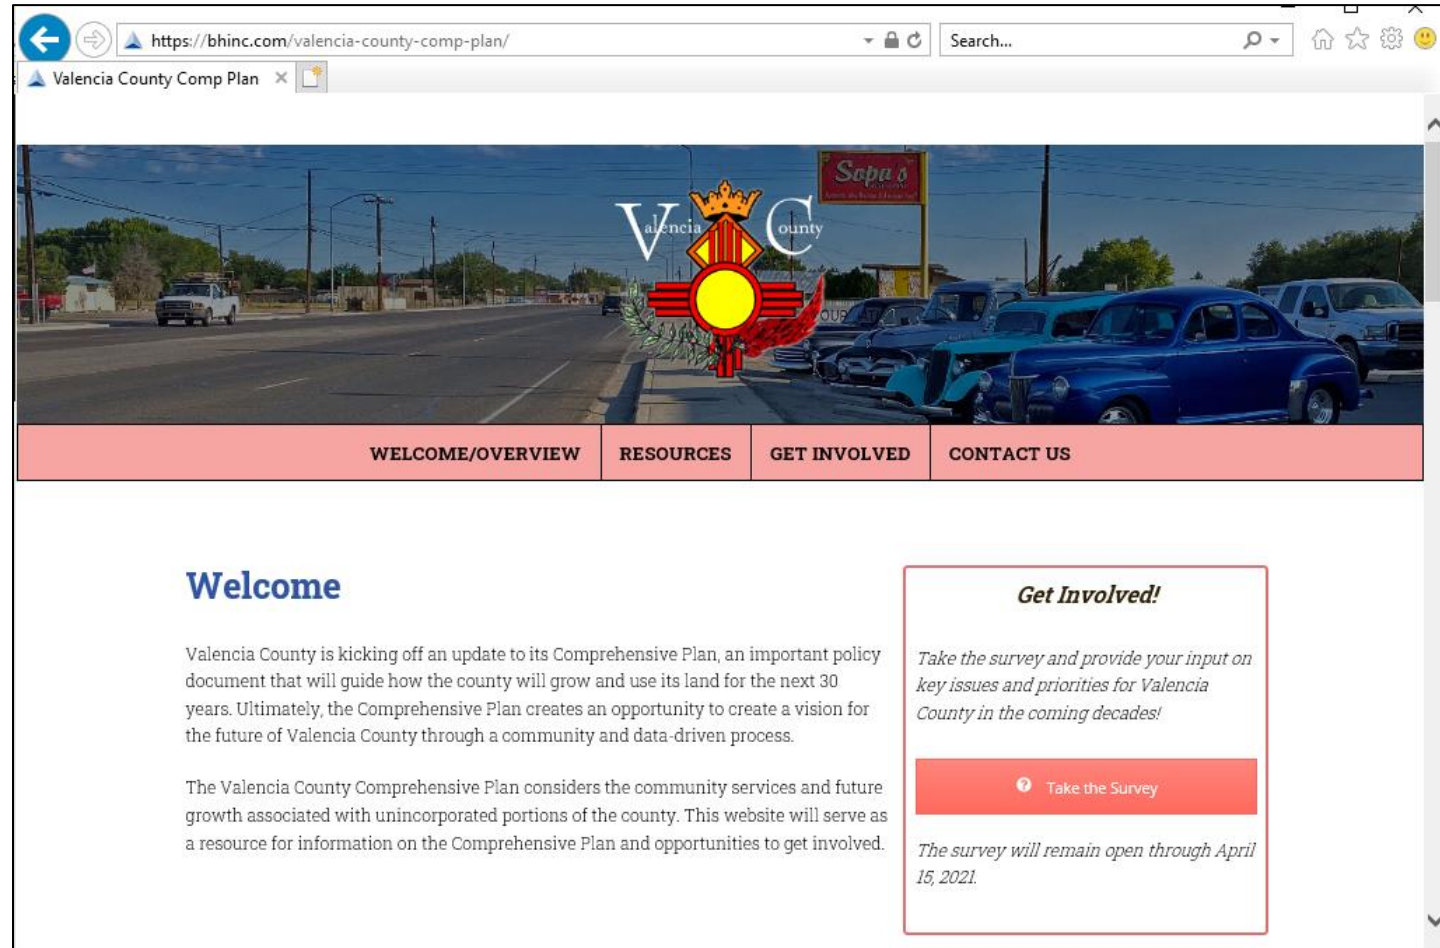 https://bhinc.com/valencia-county-comp-plan/
Search...
Valencia County Comp Plan
Sopa's
Valencia County
WELCOME/OVERVIEW
RESOURCES
GET INVOLVED
CONTACT US
Welcome
Valencia County is kicking off an update to its Comprehensive Plan, an important policy
document that will guide how the county will grow and use its land for the next 30
years. Ultimately, the Comprehensive Plan creates an opportunity to create a vision for
the future of Valencia County through a community and data-driven process.
The Valencia County Comprehensive Plan considers the community services and future
growth associated with unincorporated portions of the county. This website will serve as
a resource for information on the Comprehensive Plan and opportunities to get involved.
Get Involved!
Take the survey and provide your input on
key issues and priorities for Valencia
County in the coming decades!
Take the Survey
The survey will remain open through April
15, 2021.